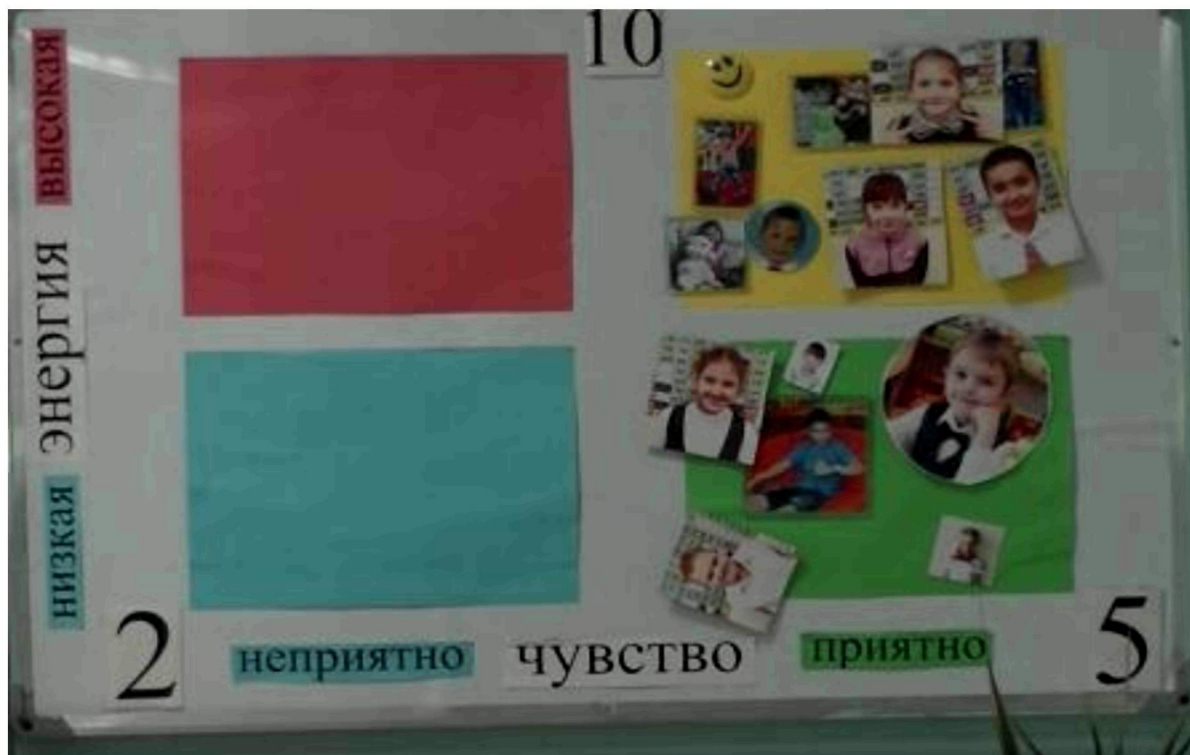 10
высокая
энергия
низкая
2
неприятно чувство приятно
5